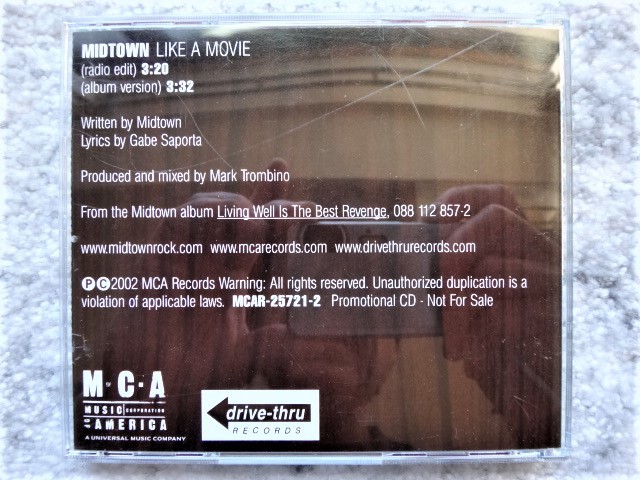 MIDTOWN LIKE A MOVIE
(radio edit) 3:20
(album version) 3:32
Written by Midtown
Lyrics by Gabe Saporta
Produced and mixed by Mark Trombino
From the Midtown album Living Well Is The Best Revenge, 088 112 857-2
www.midtownrock.com www.mcarecords.com www.drivethrurecords.com
ⓅⒸ2002 MCA Records Warning: All rights reserved. Unauthorized duplication is a
violation of applicable laws. MCAR-25721-2 Promotional CD - Not For Sale
M·C·A
MUSIC CORPORATION
OF AMERICA
A UNIVERSAL MUSIC COMPANY
drive-thru
RECORDS